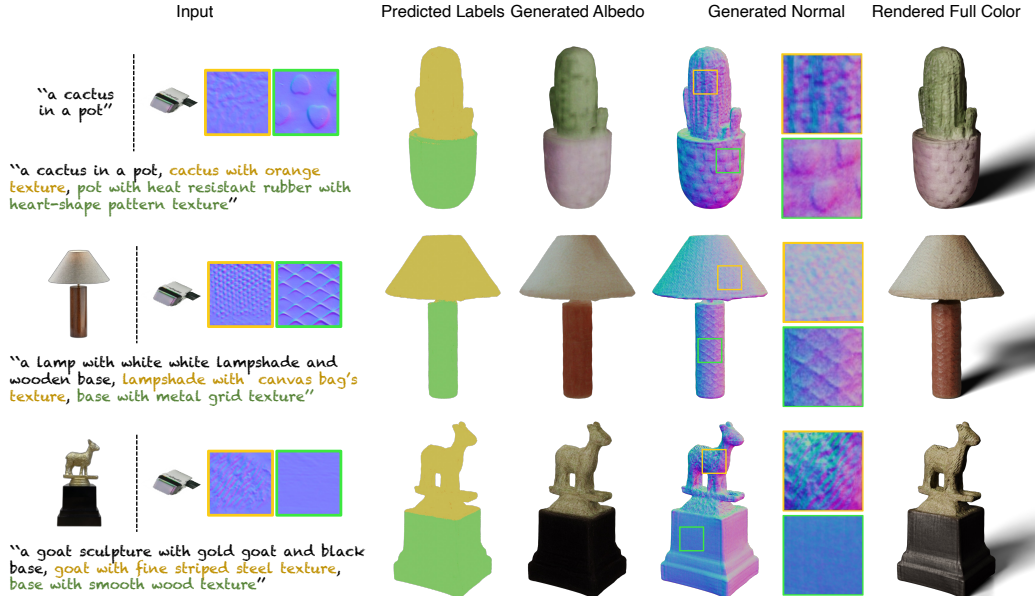 Input
Predicted Labels
Generated Albedo
Generated Normal
Rendered Full Color
``a cactus
in a pot”
``a cactus in a pot, cactus with orange
texture, pot with heat resistant rubber with
heart-shape pattern texture”
``a lamp with white white lampshade and
wooden base, lampshade with canvas bag's
texture, base with metal grid texture”
``a goat sculpture with gold goat and black
base, goat with fine striped steel texture,
base with smooth wood texture”